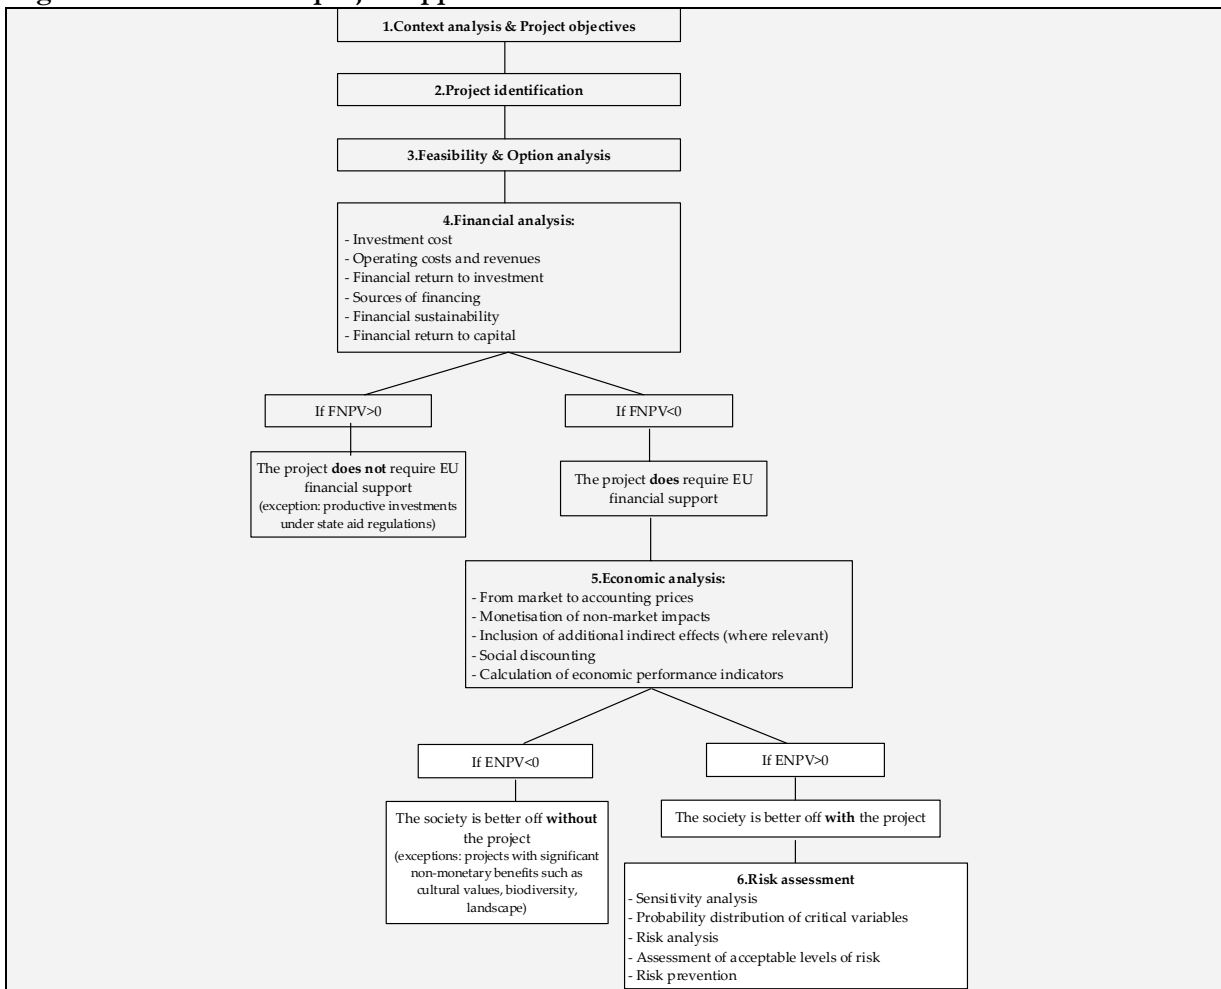 1.Context analysis & Project objectives
2.Project identification
3.Feasibility & Option analysis
4.Financial analysis:
- Investment cost
- Operating costs and revenues
- Financial return to investment
- Sources of financing
- Financial sustainability
- Financial return to capital
If FNPV>0
If FNPV<0
The project does not require EU
financial support
(exception: productive investments
under state aid regulations)
The project does require EU
financial support
5.Economic analysis:
- From market to accounting prices
- Monetisation of non-market impacts
- Inclusion of additional indirect effects (where relevant)
- Social discounting
- Calculation of economic performance indicators
If ENPV<0
If ENPV>0
The society is better off without
the project
(exceptions: projects with significant
non-monetary benefits such as
cultural values, biodiversity,
landscape)
The society is better off with the project
6.Risk assessment
- Sensitivity analysis
- Probability distribution of critical variables
- Risk analysis
- Assessment of acceptable levels of risk
- Risk prevention